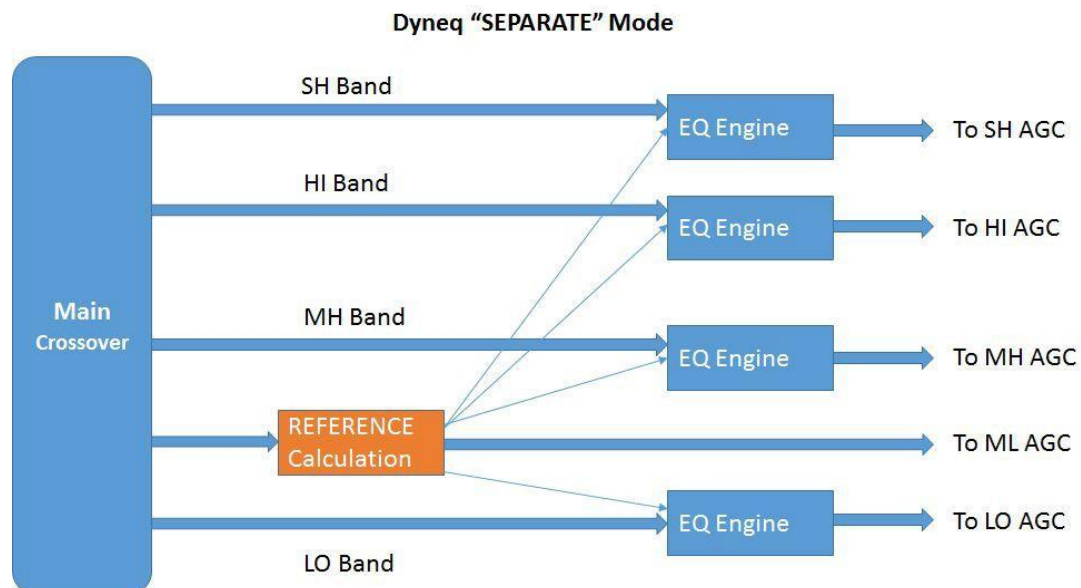 Dyneq “SEPARATE” Mode
SH Band
EQ Engine
To SH AGC
HI Band
EQ Engine
To HI AGC
Main
Crossover
MH Band
EQ Engine
To MH AGC
REFERENCE
Calculation
To ML AGC
EQ Engine
To LO AGC
LO Band